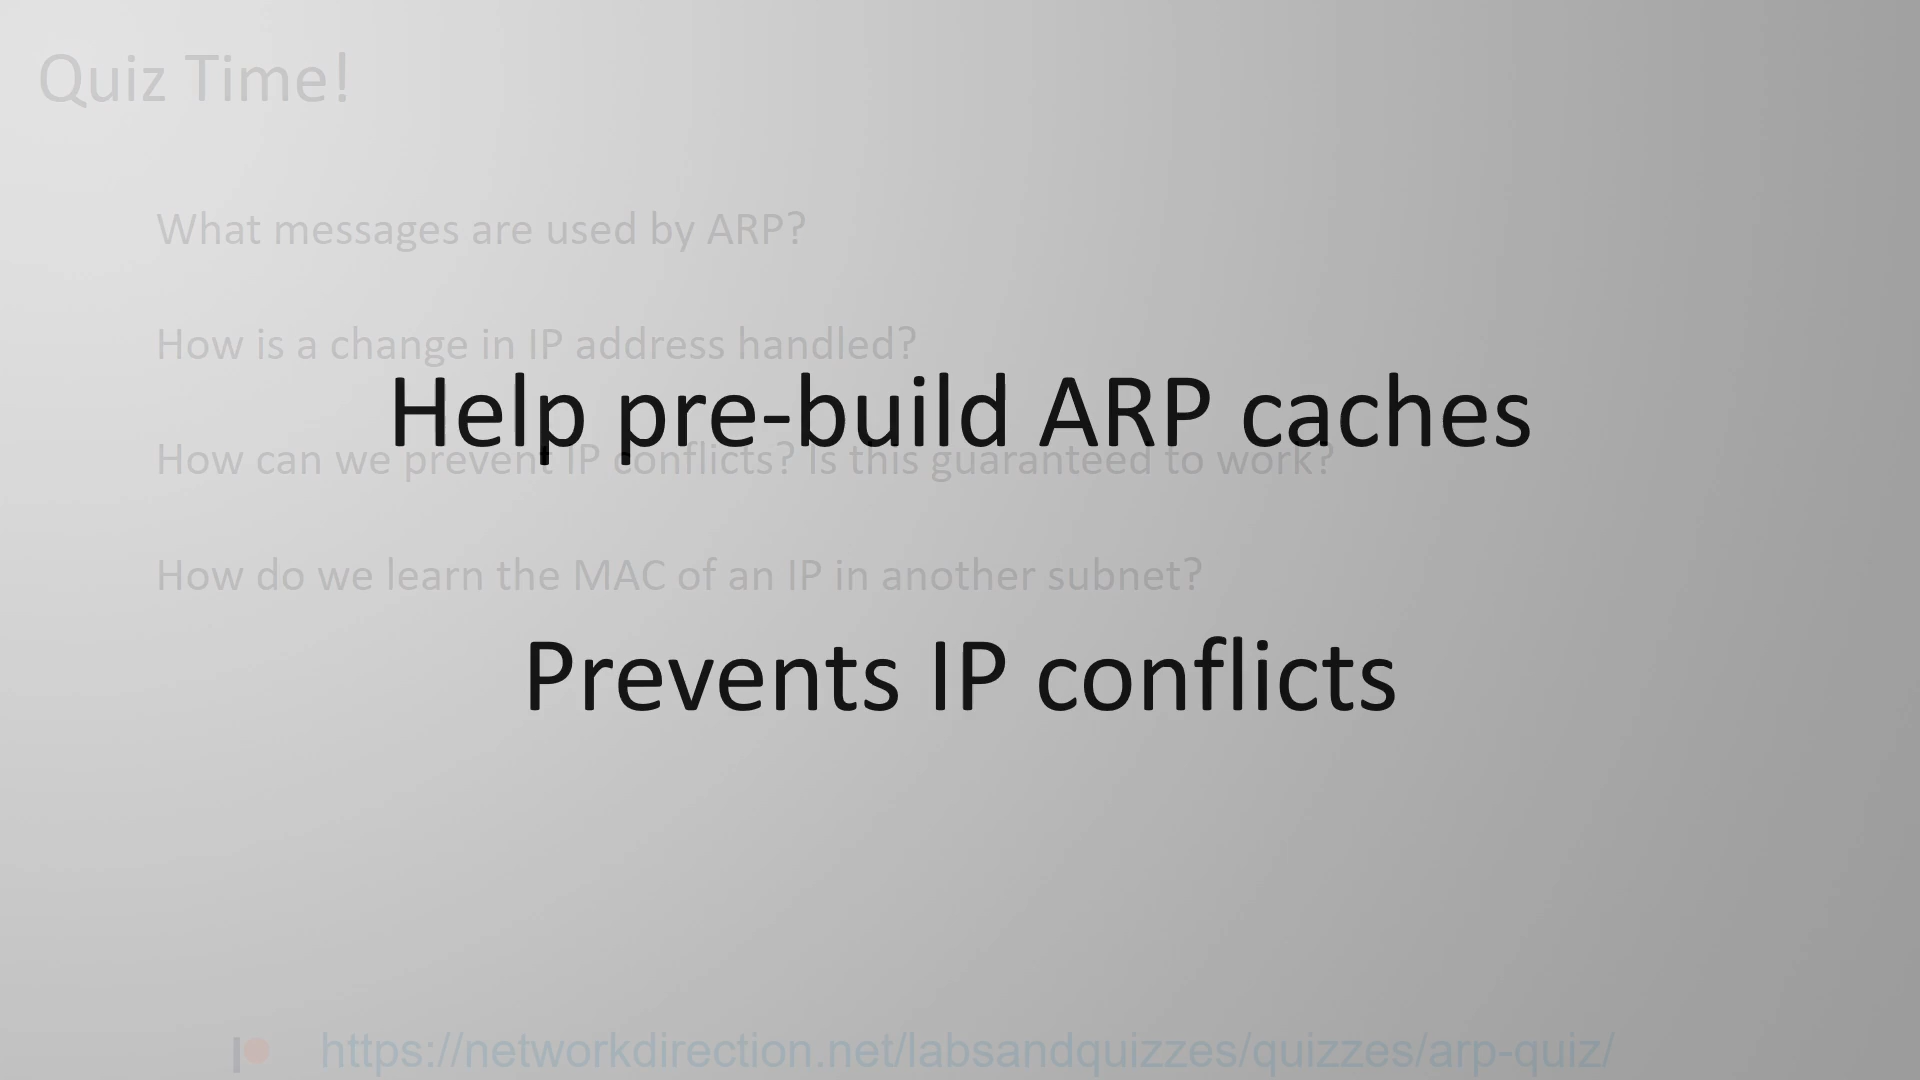 Quiz Time!
What messages are used by ARP?
How is a change in IP address handled?
Help pre-build ARP caches
How can we prevent IP conflicts? Is this guaranteed to work?
How do we learn the MAC of an IP in another subnet?
Prevents IP conflicts
https://networkdirection.net/labsandquizzes/quizzes/arp-quiz/